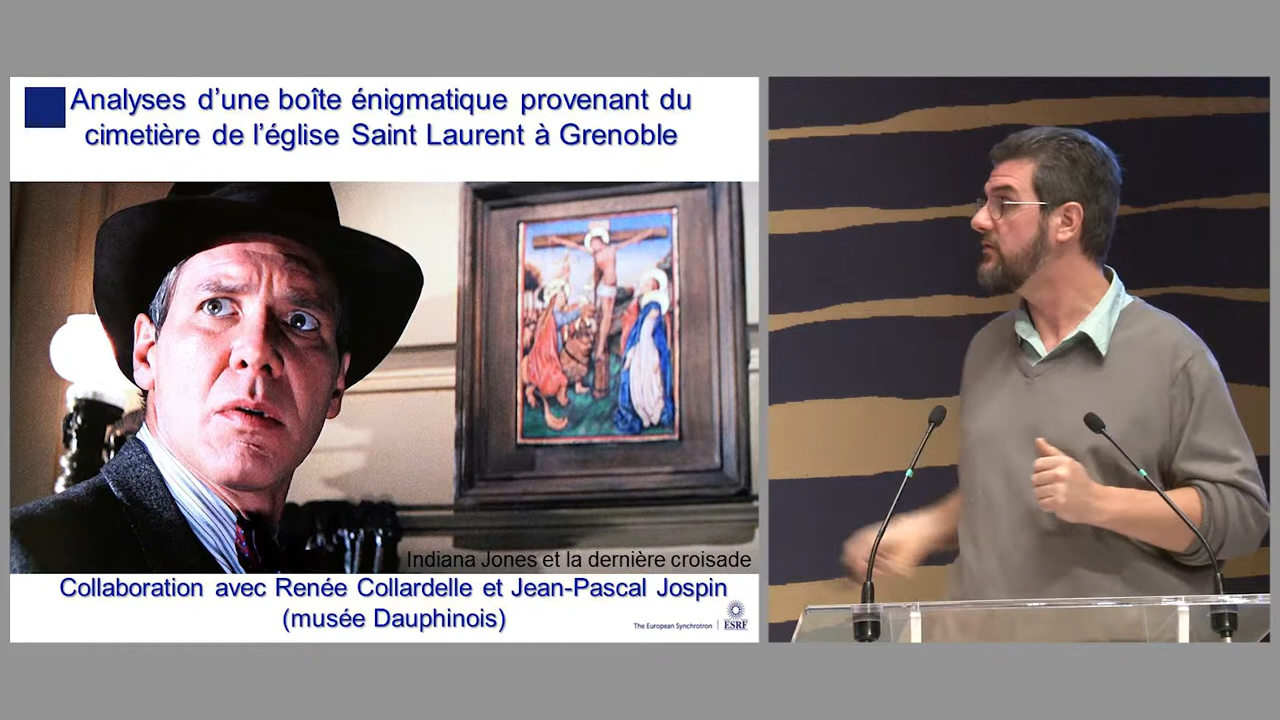 Analyses d’une boîte énigmatique provenant du
cimetière de l’église Saint Laurent à Grenoble
Indiana Jones et la dernière croisade
Collaboration avec Renée Collardelle et Jean-Pascal Jospin
(musée Dauphinois)
The European Synchrotron
ESRF